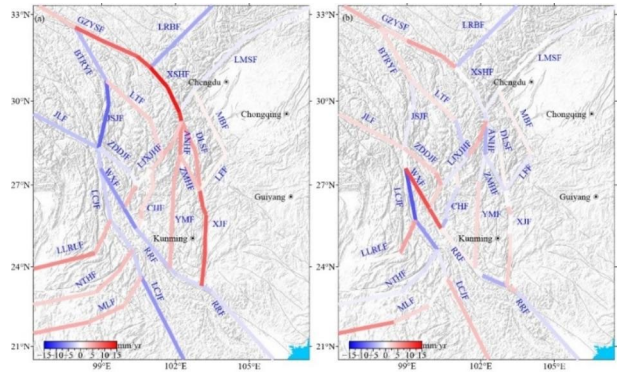 33°N
30°N
27°N
24°N
21°N
(a)
GZYSF
LRBF
BTRYF
XSHF
LMSF
Chengdu
LTF
MBF
Chongqing
JSJF
JLF
ZDDJF
LJXJHF
ANHF
DLSF
WXF
ZMHF
LFF
LCJF
Guiyang
YMF
XJF
Kunming
LLRLF
RRF
NTHF
LCJF
MLF
RRF
mm/yr
-15 -10 -5 0 5 10 15
99°E
102°E
105°E
33°N
30°N
27°N
24°N
21°N
(b)
GZYSF
LRBF
BTRYF
XSHF
LMSF
Chengdu
LTF
MBF
Chongqing
JSJF
JLF
ZDDJF
LJXJHF
ANHF
DLSF
WXF
ZMHF
LFF
LCJF
CHF
Guiyang
YMF
XJF
Kunming
LLRLF
RRF
NTHF
LCJF
MLF
RRF
mm/yr
-15 -10 -5 0 5 10 15
99°E
102°E
105°E